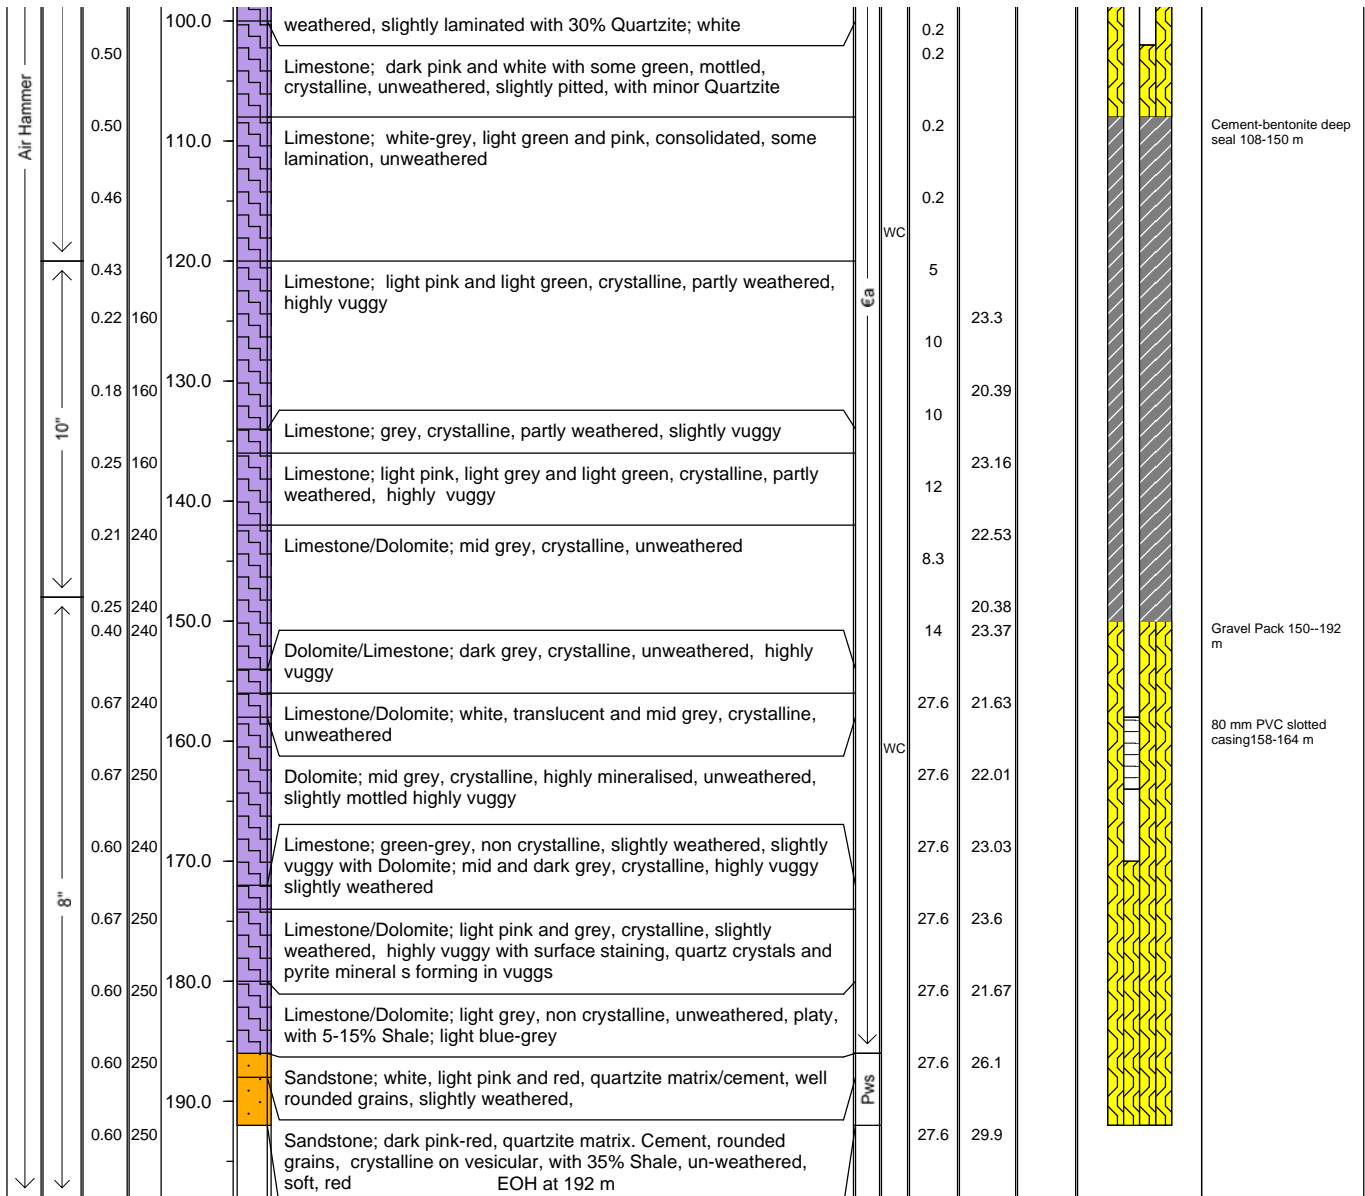 100.0
weathered, slightly laminated with 30% Quartzite; white
0.2
0.50
0.2
Limestone;  dark pink and white with some green, mottled,
crystalline, unweathered, slightly pitted, with minor Quartzite
Air Hammer
0.50
0.2
Cement-bentonite deep
seal 108-150 m
110.0
Limestone;  white-grey, light green and pink, consolidated, some
lamination, unweathered
0.46
0.2
WC
120.0
0.43
5
Limestone;  light pink and light green, crystalline, partly weathered,
highly vuggy
€a
0.22 160
23.3
10
130.0
0.18 160
20.39
10
10"
Limestone; grey, crystalline, partly weathered, slightly vuggy
0.25 160
23.16
Limestone; light pink, light grey and light green, crystalline, partly
weathered,  highly  vuggy
12
140.0
0.21 240
22.53
Limestone/Dolomite; mid grey, crystalline, unweathered
8.3
0.25 240
20.38
150.0
0.40 240
14
23.37
Gravel Pack 150--192
m
Dolomite/Limestone; dark grey, crystalline, unweathered,  highly
vuggy
0.67 240
27.6
21.63
Limestone/Dolomite; white, translucent and mid grey, crystalline,
unweathered
80 mm PVC slotted
casing158-164 m
160.0
WC
0.67 250
27.6
22.01
Dolomite; mid grey, crystalline, highly mineralised, unweathered,
slightly mottled highly vuggy
0.60 240
27.6
23.03
170.0
Limestone; green-grey, non crystalline, slightly weathered, slightly
vuggy with Dolomite; mid and dark grey, crystalline, highly vuggy
slightly weathered
8"
0.67 250
27.6
23.6
Limestone/Dolomite; light pink and grey, crystalline, slightly
weathered,  highly vuggy with surface staining, quartz crystals and
pyrite mineral s forming in vuggs
180.0
0.60 250
27.6
21.67
Limestone/Dolomite; light grey, non crystalline, unweathered, platy,
with 5-15% Shale; light blue-grey
0.60 250
27.6
26.1
Sandstone; white, light pink and red, quartzite matrix/cement, well
rounded grains, slightly weathered,
Pws
190.0
0.60 250
27.6
29.9
Sandstone; dark pink-red, quartzite matrix. Cement, rounded
grains,  crystalline on vesicular, with 35% Shale, un-weathered,
soft, red
EOH at 192 m